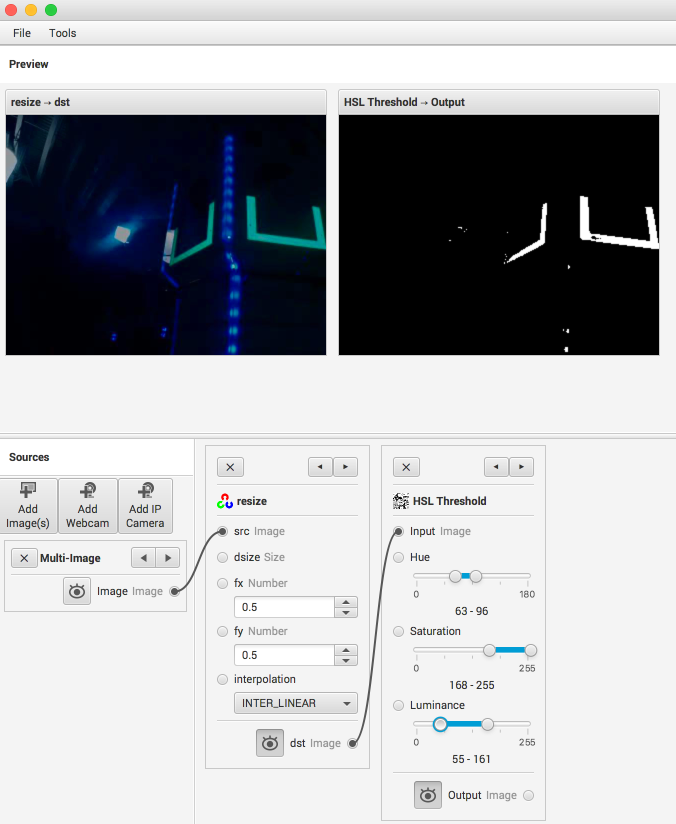 File Tools
Preview
resize → dst
HSL Threshold → Output
Sources
Add Image(s)
Add Webcam
Add IP Camera
Multi-Image
Image Image
resize
src Image
dsize Size
fx Number
0.5
fy Number
0.5
interpolation
INTER_LINEAR
dst Image
HSL Threshold
Input Image
Hue
0 180
63 - 96
Saturation
0 255
168 - 255
Luminance
0 255
55 - 161
Output Image